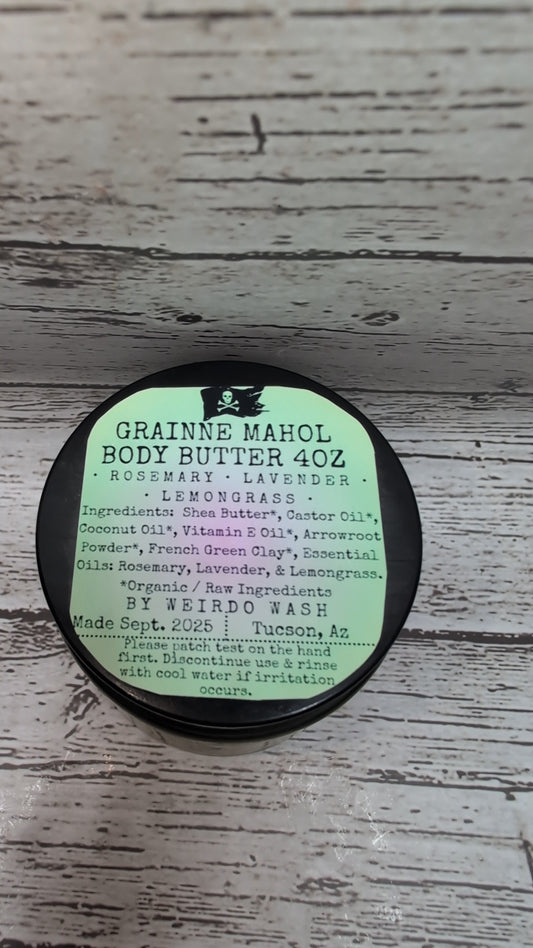 GRAINNE MAHOL
BODY BUTTER 4OZ
· ROSEMARY · LAVENDER ·
· LEMONGRASS ·
Ingredients: Shea Butter*, Castor Oil*,
Coconut Oil*, Vitamin E Oil*, Arrowroot
Powder*, French Green Clay*, Essential
Oils: Rosemary, Lavender, & Lemongrass.
*Organic / Raw Ingredients
BY WEIRDO WASH
Made Sept. 2025 Tucson, Az
Please patch test on the hand
first. Discontinue use & rinse
with cool water if irritation
occurs.